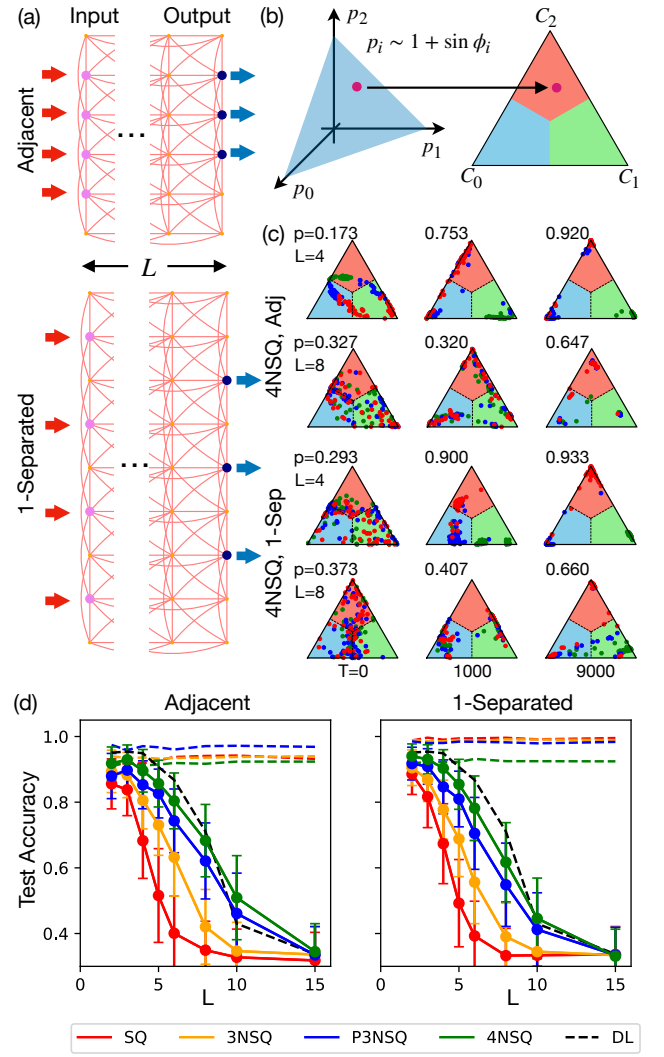 (a)
Input
Output
Adjacent
L
1-Separated
(b)
p₂
p₁
p₀
pᵢ ~ 1 + sin ϕᵢ
C₂
C₀
C₁
(c)
4NSQ, Adj
p=0.173
L=4
0.753
0.920
p=0.327
L=8
0.320
0.647
4NSQ, 1-Sep
p=0.293
L=4
0.900
0.933
p=0.373
L=8
0.407
0.660
T=0
1000
9000
(d)
Adjacent
1-Separated
Test Accuracy
1.0
0.8
0.6
0.4
0
5
10
15
L
0
5
10
15
L
SQ
3NSQ
P3NSQ
4NSQ
DL